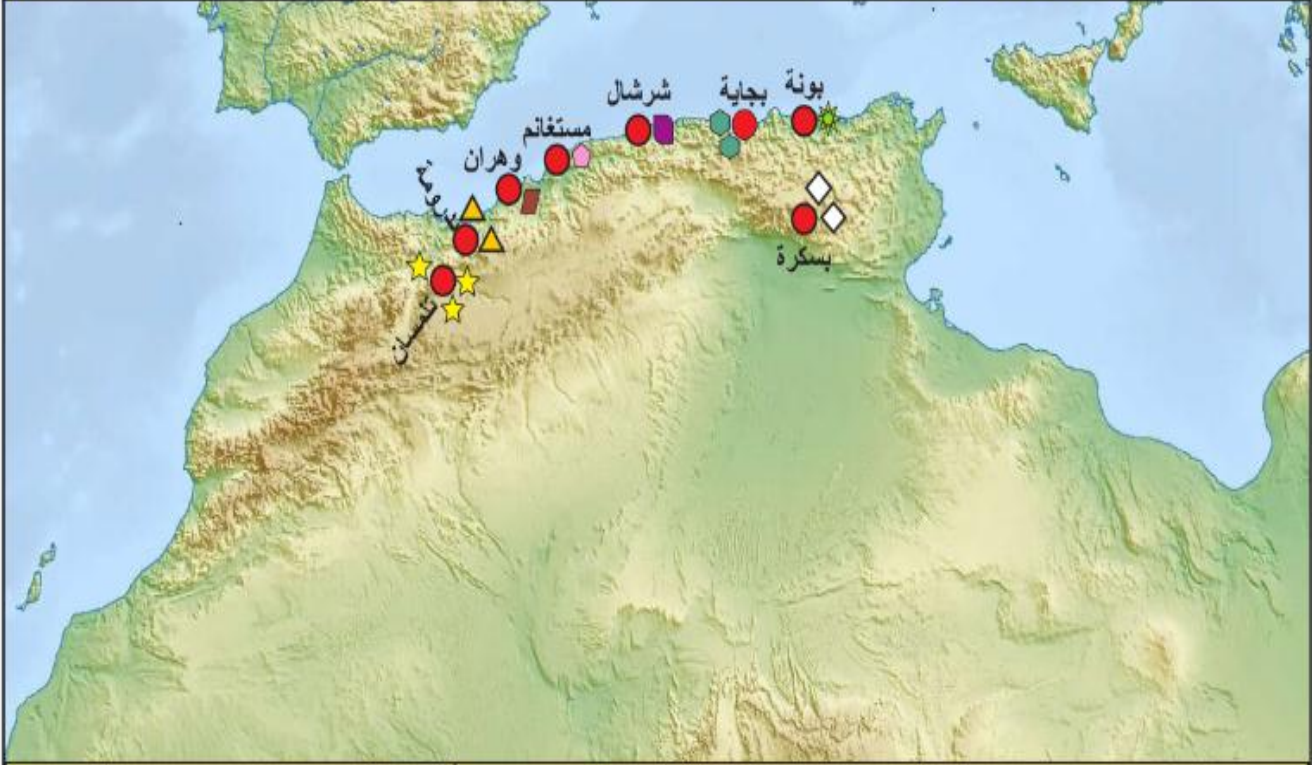 بونة
بجاية
شرشال
مستغانم
وهران
بسكرة
تلمسان